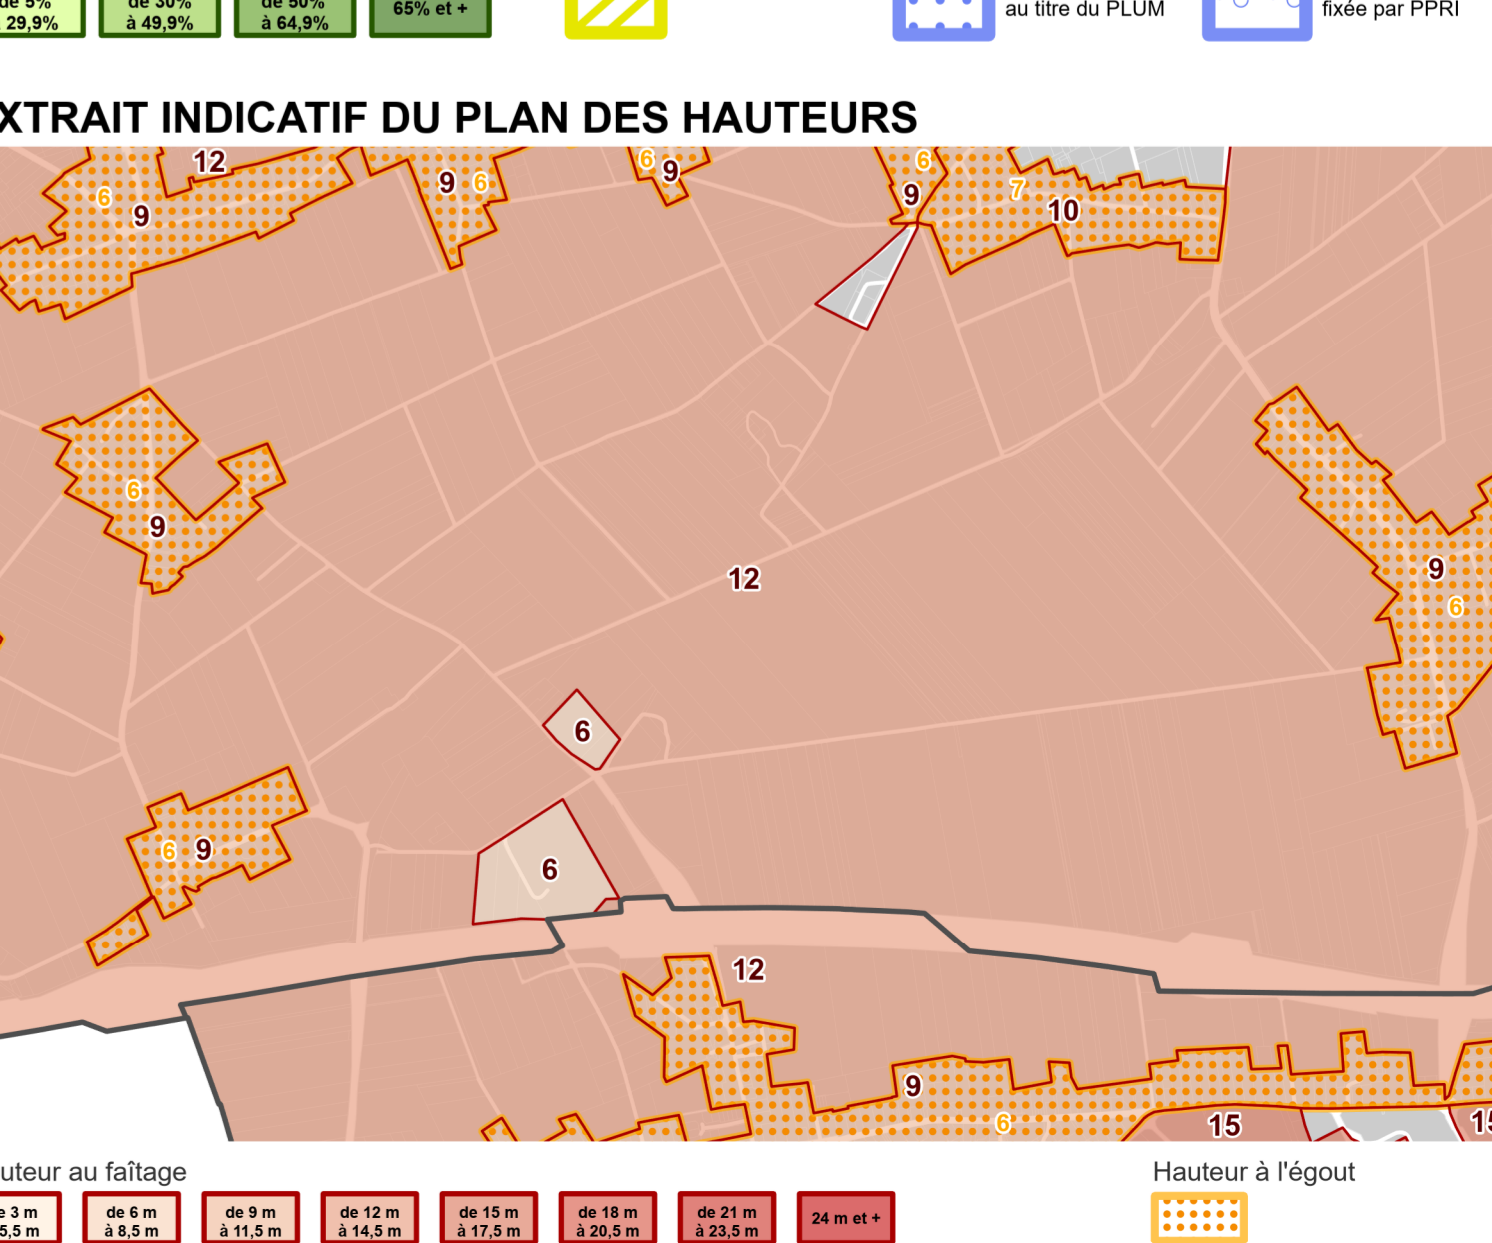 de 5%
à 29,9%
de 30%
à 49,9%
de 50%
à 64,9%
65% et +
au titre du PLUM
fixée par PPRI
XTRAIT INDICATIF DU PLAN DES HAUTEURS
12
6
9
9
6
6
9
6
9
7
10
6
9
12
9
6
6
6
9
6
12
9
6
15
15
uteur au faîtage
Hauteur à l'égout
e 3 m
5,5 m
de 6 m
à 8,5 m
de 9 m
à 11,5 m
de 12 m
à 14,5 m
de 15 m
à 17,5 m
de 18 m
à 20,5 m
de 21 m
à 23,5 m
24 m et +